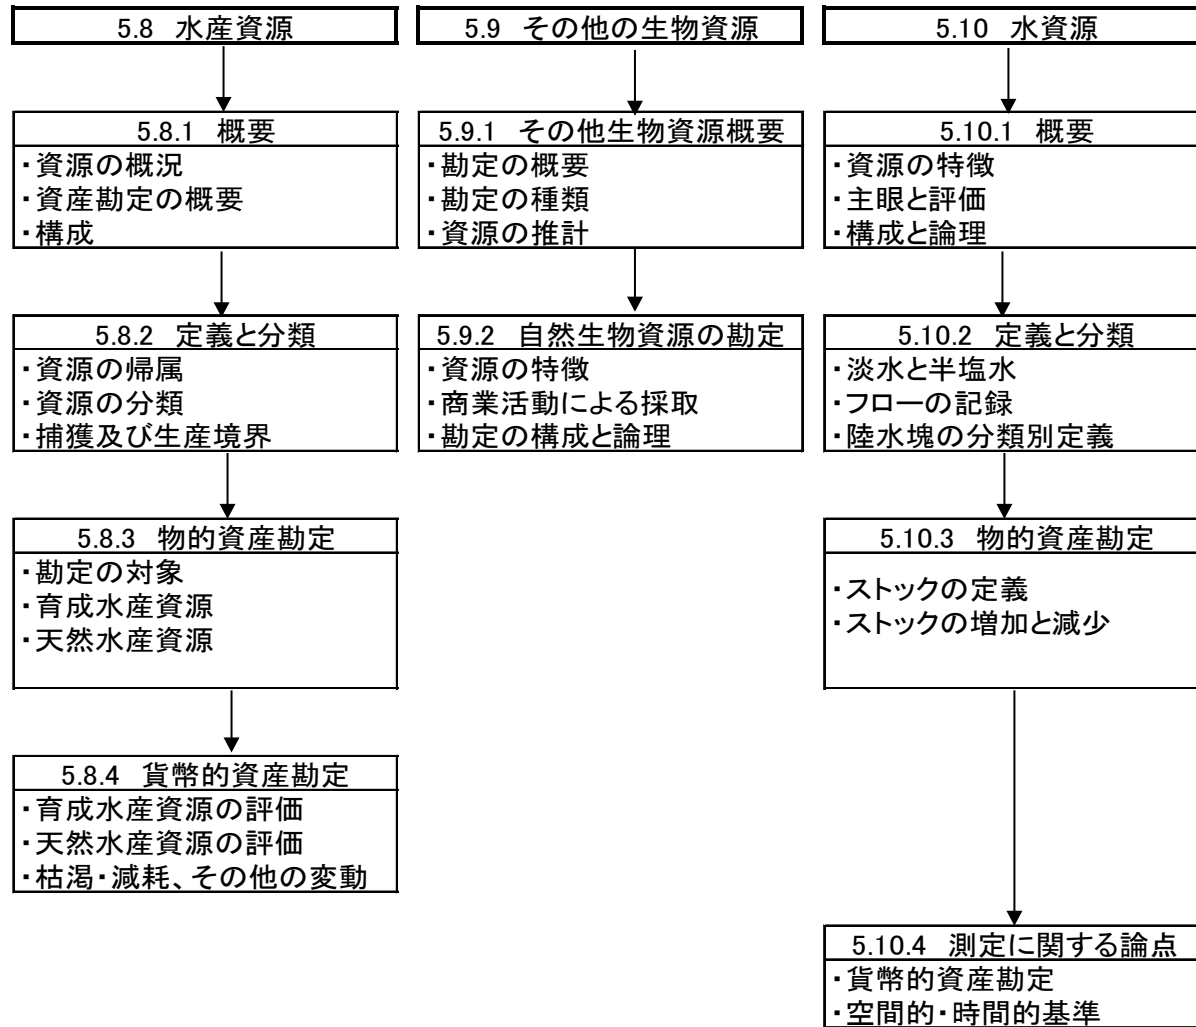 5.8 水産資源
5.8.1 概要
・資源の概況
・資産勘定の概要
・構成
5.8.2 定義と分類
・資源の帰属
・資源の分類
・捕獲及び生産境界
5.8.3 物的資産勘定
・勘定の対象
・育成水産資源
・天然水産資源
5.8.4 貨幣的資産勘定
・育成水産資源の評価
・天然水産資源の評価
・枯渇・減耗、その他の変動
5.9 その他の生物資源
5.9.1 その他生物資源概要
・勘定の概要
・勘定の種類
・資源の推計
5.9.2 自然生物資源の勘定
・資源の特徴
・商業活動による採取
・勘定の構成と論理
5.10 水資源
5.10.1 概要
・資源の特徴
・主眼と評価
・構成と論理
5.10.2 定義と分類
・淡水と半塩水
・フローの記録
・陸水塊の分類別定義
5.10.3 物的資産勘定
・ストックの定義
・ストックの増加と減少
5.10.4 測定に関する論点
・貨幣的資産勘定
・空間的・時間的基準